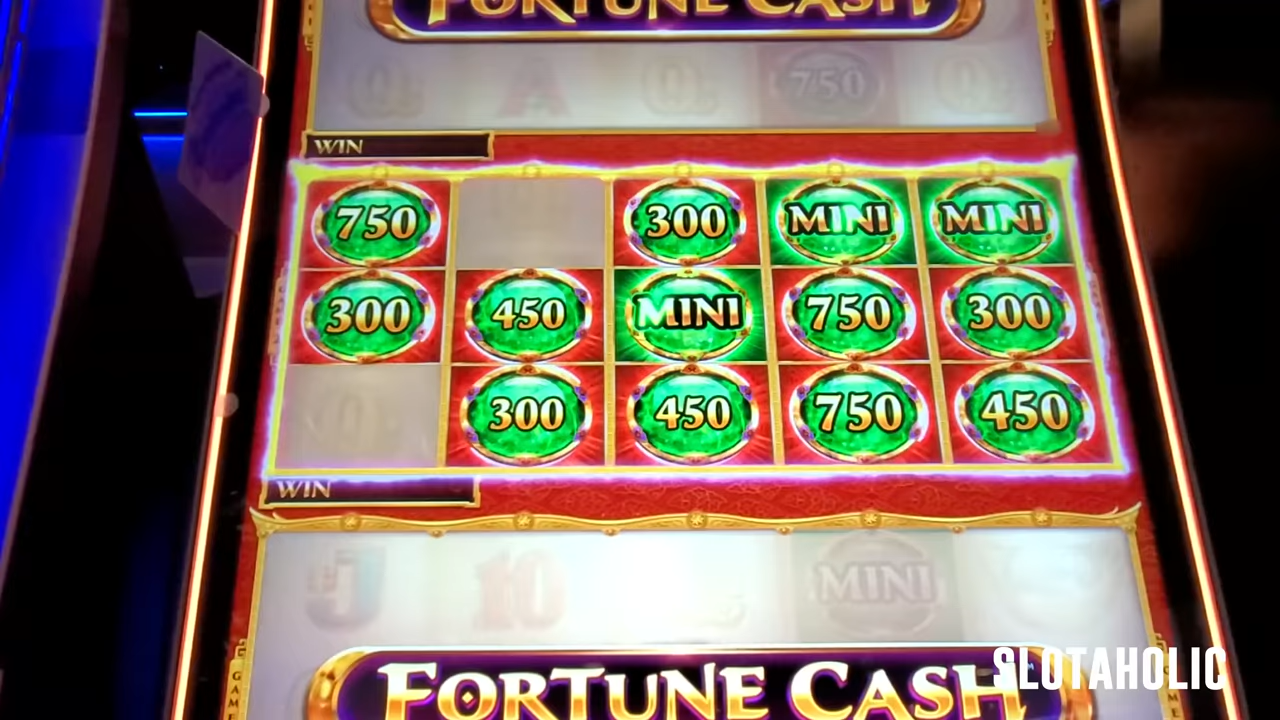 FORTUNE CASH
Q A Q 750 Q
WIN
750 300 MINI MINI
300 450 MINI 750 300
300 450 750 450
WIN
J 10 MINI
FORTUNE CASH
SLOTAHOLIC